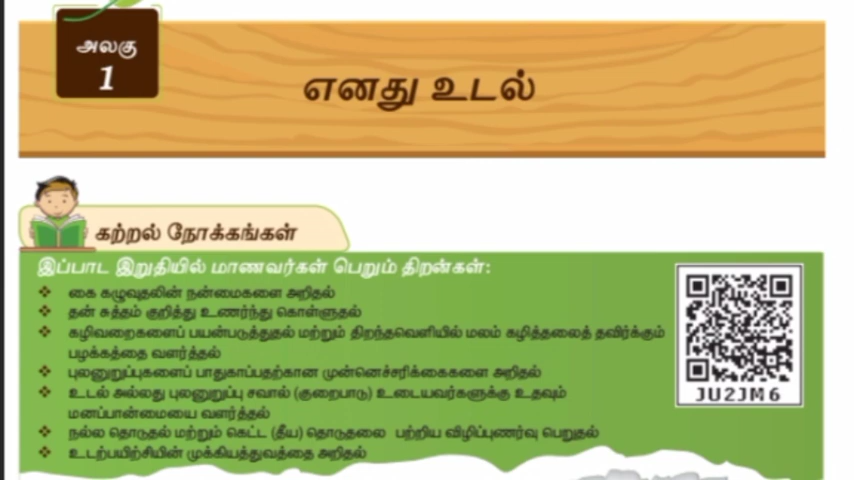 அலகு
1
எனது உடல்
கற்றல் நோக்கங்கள்
இப்பாட இறுதியில் மாணவர்கள் பெறும் திறன்கள்:
❖ கை கழுவுதலின் நன்மைகளை அறிதல்
❖ தன் சுத்தம் குறித்து உணர்ந்து கொள்ளுதல்
❖ கழிவறைகளைப் பயன்படுத்துதல் மற்றும் திறந்தவெளியில் மலம் கழித்தலைத் தவிர்க்கும்
பழக்கத்தை வளர்த்தல்
❖ புலனுறுப்புகளைப் பாதுகாப்பதற்கான முன்னெச்சரிக்கைகளை அறிதல்
❖ உடல் அல்லது புலனுறுப்பு சவால் (குறைபாடு) உடையவர்களுக்கு உதவும்
மனப்பான்மையை வளர்த்தல்
❖ நல்ல தொடுதல் மற்றும் கெட்ட (தீய) தொடுதலை பற்றிய விழிப்புணர்வு பெறுதல்
❖ உடற்பயிற்சியின் முக்கியத்துவத்தை அறிதல்
JU2JM6